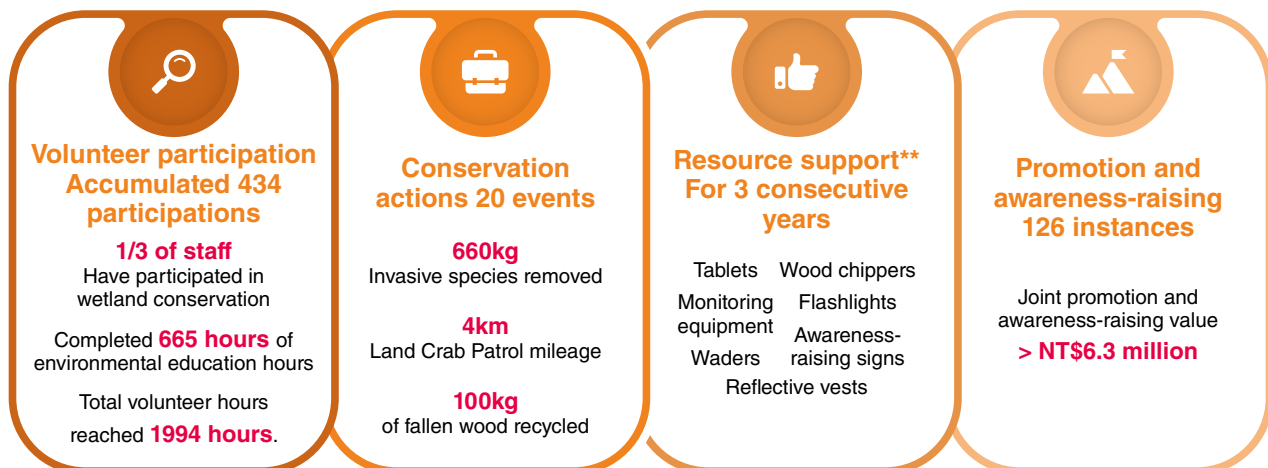 Volunteer participation
Accumulated 434
participations
1/3 of staff
Have participated in
wetland conservation
Completed 665 hours of
environmental education hours
Total volunteer hours
reached 1994 hours.
Conservation
actions 20 events
660kg
Invasive species removed
4km
Land Crab Patrol mileage
100kg
of fallen wood recycled
Resource support**
For 3 consecutive
years
Tablets
Wood chippers
Monitoring
equipment
Flashlights
Waders
Awareness-
raising signs
Reflective vests
Promotion and
awareness-raising
126 instances
Joint promotion and
awareness-raising value
> NT$6.3 million